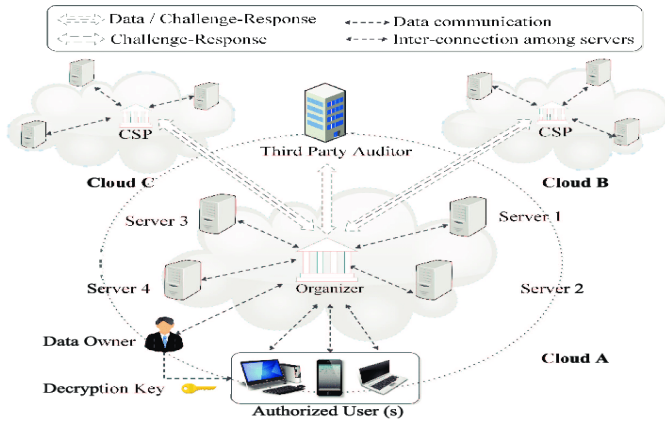 Data / Challenge-Response
Data communication
Challenge-Response
Inter-connection among servers
CSP
CSP
Third Party Auditor
Cloud C
Cloud B
Server 3
Server 1
Server 4
Organizer
Server 2
Data Owner
Cloud A
Decryption Key
Authorized User (s)